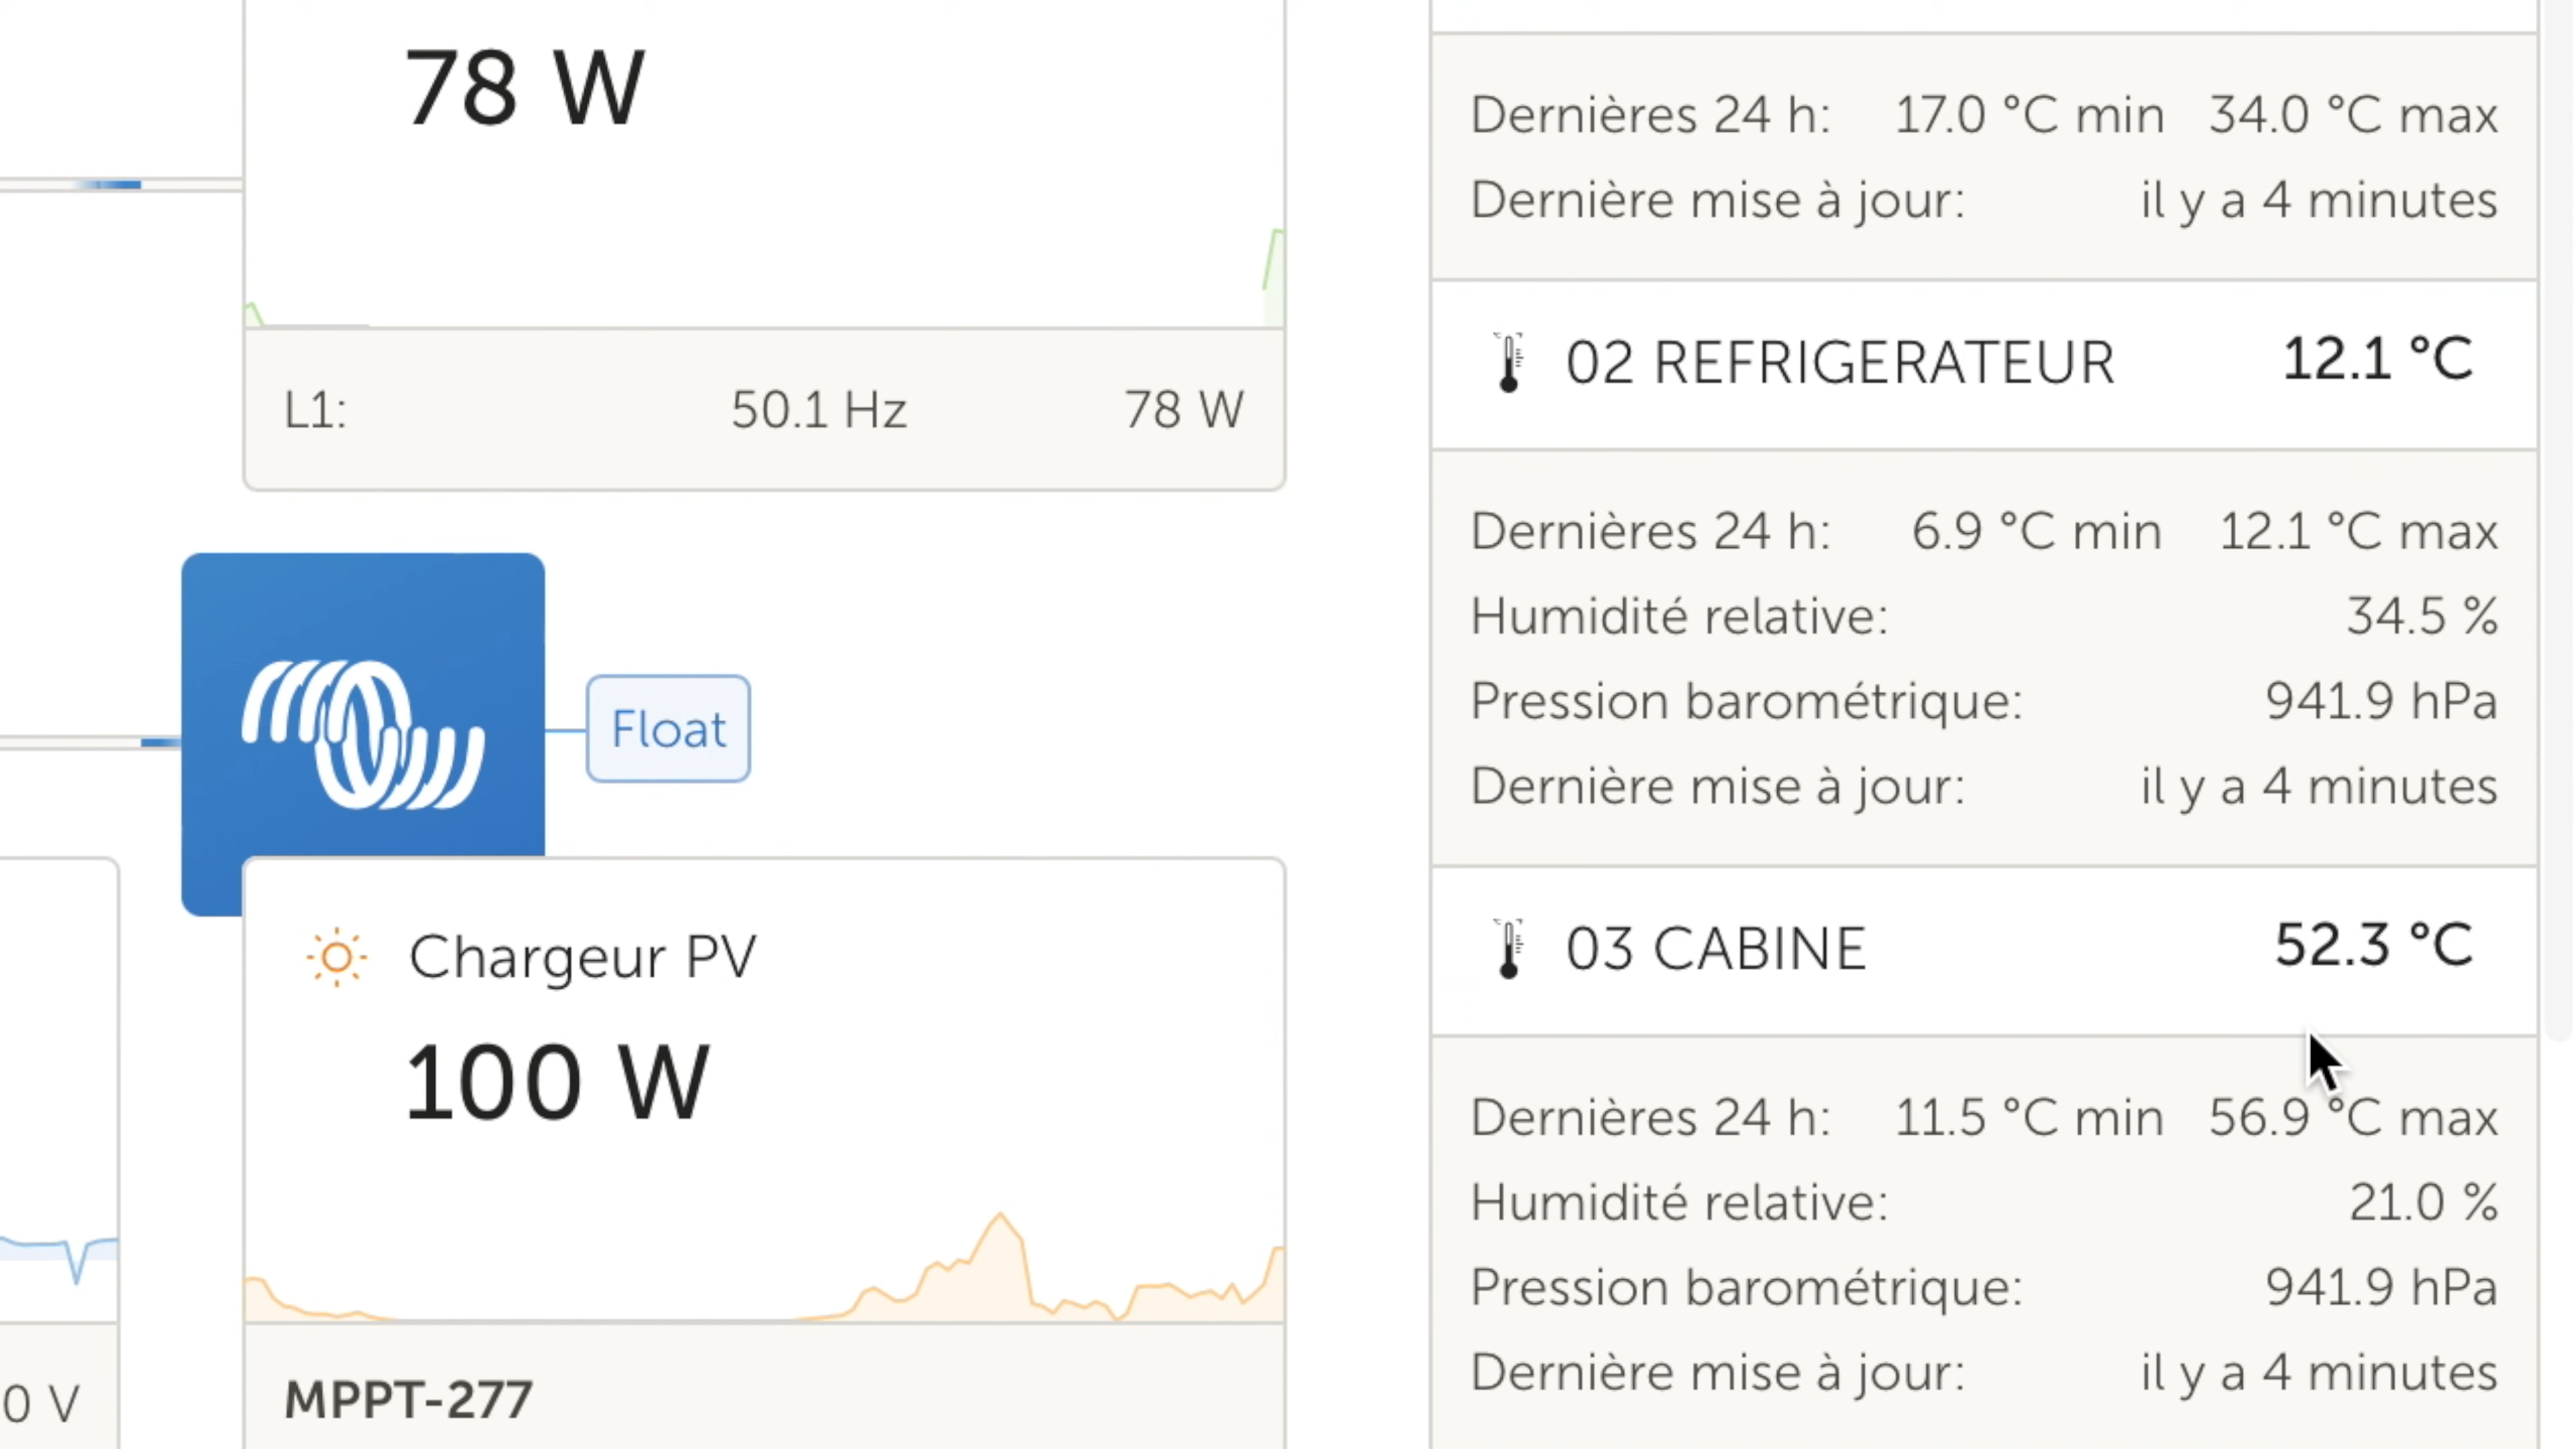 78 W
L1: 50.1 Hz 78 W
Float
Chargeur PV
100 W
MPPT-277
0 V
Dernières 24 h: 17.0 °C min 34.0 °C max
Dernière mise à jour: il y a 4 minutes
02 REFRIGERATEUR 12.1 °C
Dernières 24 h: 6.9 °C min 12.1 °C max
Humidité relative: 34.5 %
Pression barométrique: 941.9 hPa
Dernière mise à jour: il y a 4 minutes
03 CABINE 52.3 °C
Dernières 24 h: 11.5 °C min 56.9 °C max
Humidité relative: 21.0 %
Pression barométrique: 941.9 hPa
Dernière mise à jour: il y a 4 minutes